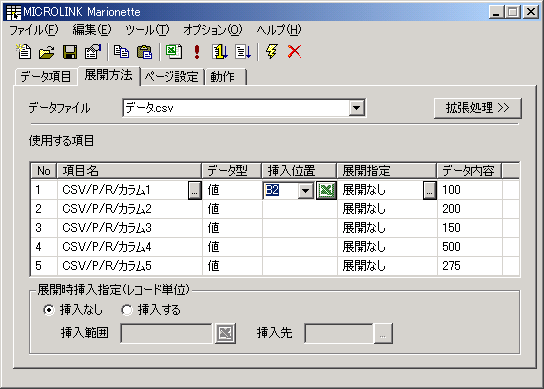 MICROLINK Marionette
ファイル(F) 編集(E) ツール(T) オプション(O) ヘルプ(H)
データ項目 展開方法 ページ設定 動作
データファイル データ.csv 拡張処理 >>
使用する項目
No 項目名 データ型 挿入位置 展開指定 データ内容
1 CSV/P/R/カラム1 ... 値 B2 展開なし ... 100
2 CSV/P/R/カラム2 値 展開なし 200
3 CSV/P/R/カラム3 値 展開なし 150
4 CSV/P/R/カラム4 値 展開なし 500
5 CSV/P/R/カラム5 値 展開なし 275
展開時挿入指定(レコード単位)
挿入なし 挿入する
挿入範囲 挿入先 ...